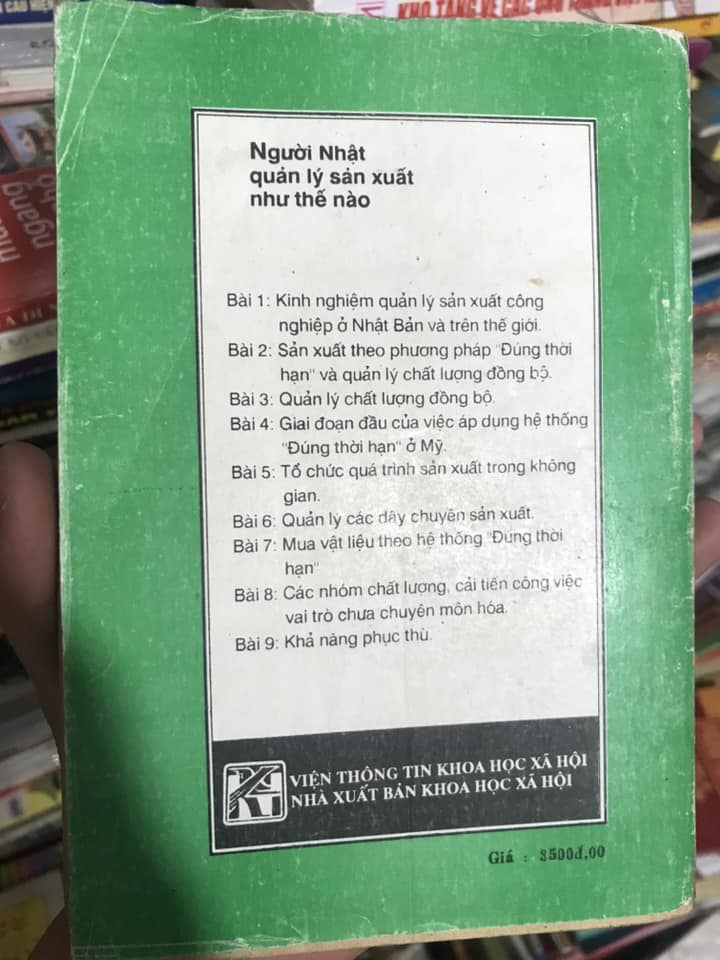 KHO TÀNG VỀ CÁC
Người Nhật
quản lý sản xuất
như thế nào
Bài 1: Kinh nghiệm quản lý sản xuất công
nghiệp ở Nhật Bản và trên thế giới.
Bài 2: Sản xuất theo phương pháp "Đúng thời
hạn" và quản lý chất lượng đồng bộ.
Bài 3: Quản lý chất lượng đồng bộ.
Bài 4: Giai đoạn đầu của việc áp dụng hệ thống
"Đúng thời hạn" ở Mỹ.
Bài 5: Tổ chức quá trình sản xuất trong không
gian.
Bài 6: Quản lý các dây chuyền sản xuất.
Bài 7: Mua vật liệu theo hệ thống "Đúng thời
hạn"
Bài 8: Các nhóm chất lượng, cải tiến công việc
vai trò chưa chuyên môn hóa.
Bài 9: Khả năng phục thù.
VIỆN THÔNG TIN KHOA HỌC XÃ HỘI
NHÀ XUẤT BẢN KHOA HỌC XÃ HỘI
Giá : 3500đ,00